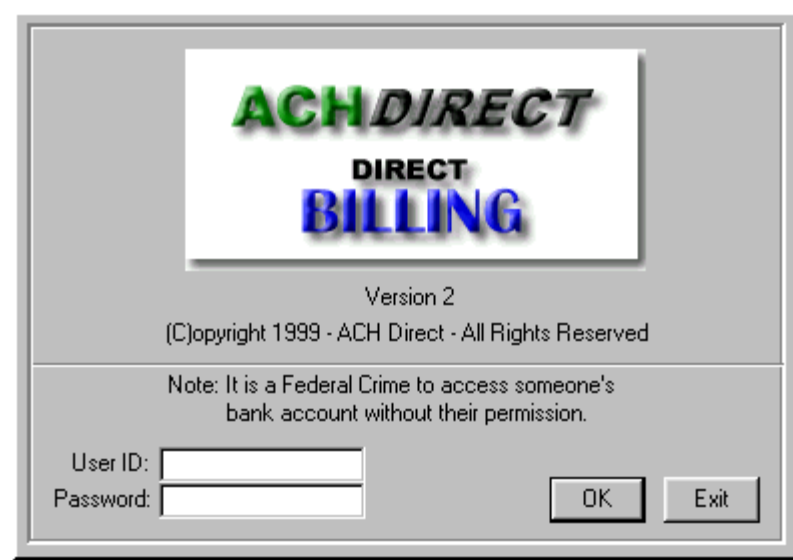 ACHDIRECT
DIRECT
BILLING
Version 2
(C)opyright 1999 - ACH Direct - All Rights Reserved
Note: It is a Federal Crime to access someone's
bank account without their permission.
User ID:
Password:
OK
Exit